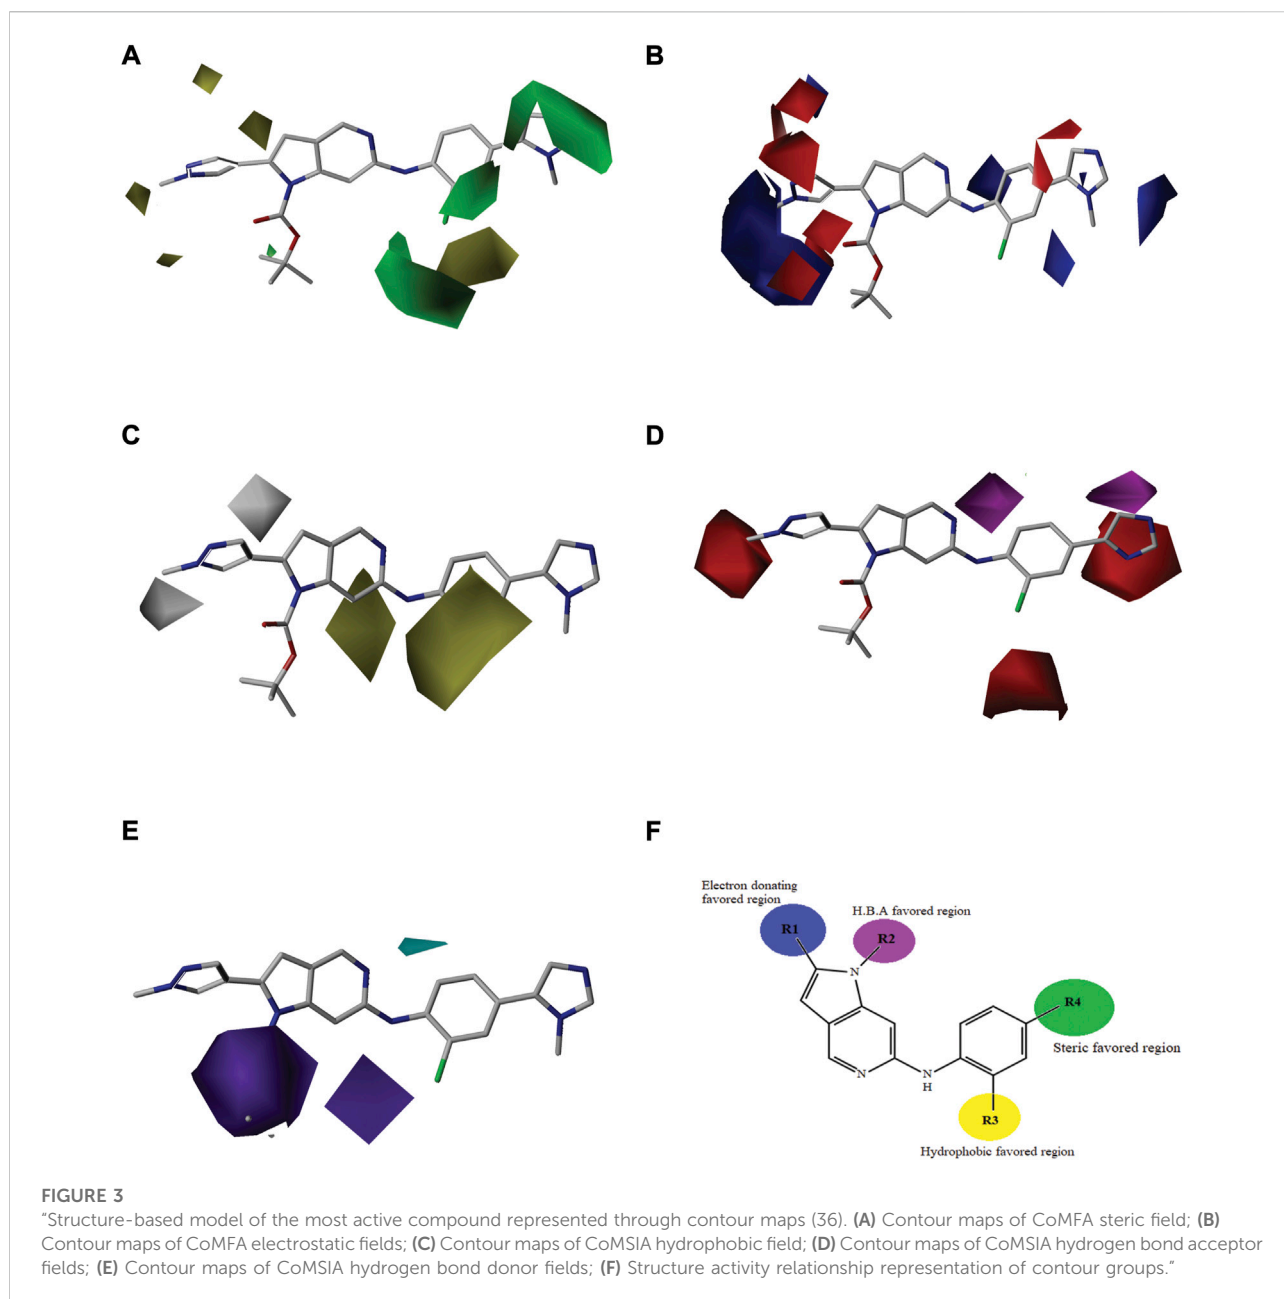 A
B
C
D
E
F
Electron donating
favored region
H.B.A favored region
R1
R2
N
R4
Steric favored region
N
N
H
R3
Hydrophobic favored region
FIGURE 3
“Structure-based model of the most active compound represented through contour maps (36). (A) Contour maps of CoMFA steric field; (B)
Contour maps of CoMFA electrostatic fields; (C) Contour maps of CoMSIA hydrophobic field; (D) Contour maps of CoMSIA hydrogen bond acceptor
fields; (E) Contour maps of CoMSIA hydrogen bond donor fields; (F) Structure activity relationship representation of contour groups.”